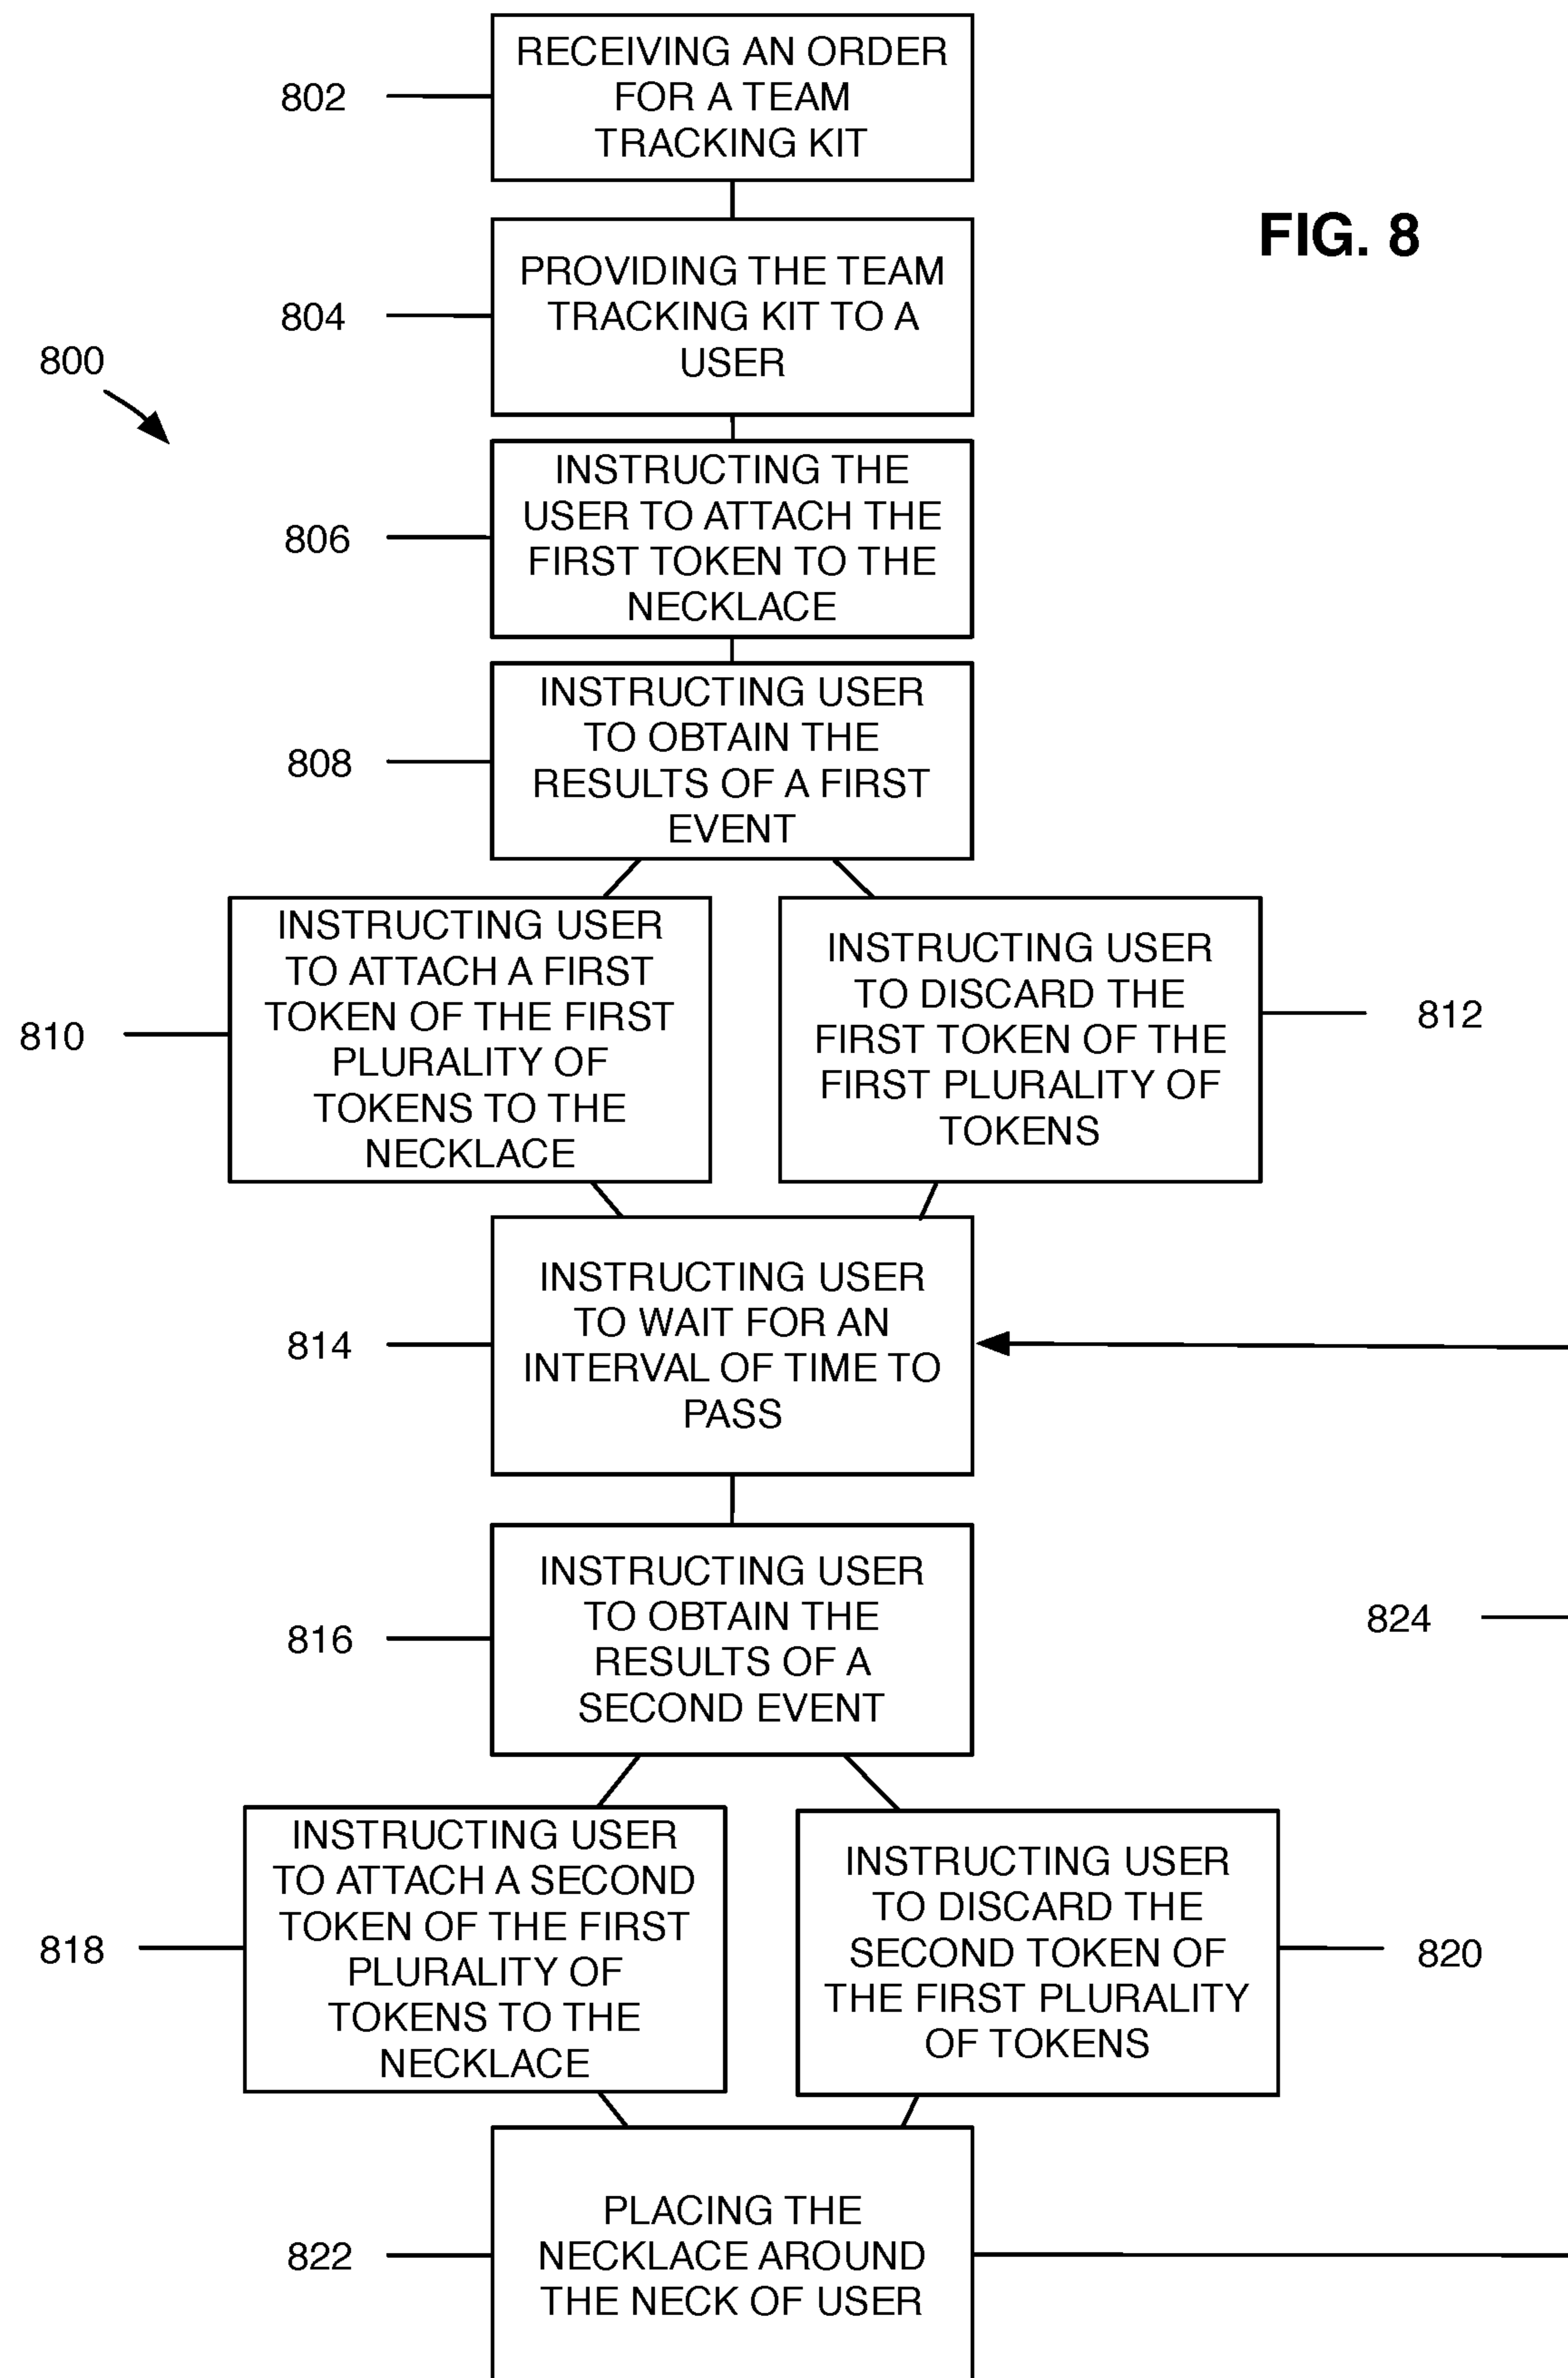 802
RECEIVING AN ORDER
FOR A TEAM
TRACKING KIT
FIG. 8
804
PROVIDING THE TEAM
TRACKING KIT TO A
USER
800
806
INSTRUCTING THE
USER TO ATTACH THE
FIRST TOKEN TO THE
NECKLACE
808
INSTRUCTING USER
TO OBTAIN THE
RESULTS OF A FIRST
EVENT
810
INSTRUCTING USER
TO ATTACH A FIRST
TOKEN OF THE FIRST
PLURALITY OF
TOKENS TO THE
NECKLACE
INSTRUCTING USER
TO DISCARD THE
FIRST TOKEN OF THE
FIRST PLURALITY OF
TOKENS
812
814
INSTRUCTING USER
TO WAIT FOR AN
INTERVAL OF TIME TO
PASS
816
INSTRUCTING USER
TO OBTAIN THE
RESULTS OF A
SECOND EVENT
824
818
INSTRUCTING USER
TO ATTACH A SECOND
TOKEN OF THE FIRST
PLURALITY OF
TOKENS TO THE
NECKLACE
INSTRUCTING USER
TO DISCARD THE
SECOND TOKEN OF
THE FIRST PLURALITY
OF TOKENS
820
822
PLACING THE
NECKLACE AROUND
THE NECK OF USER